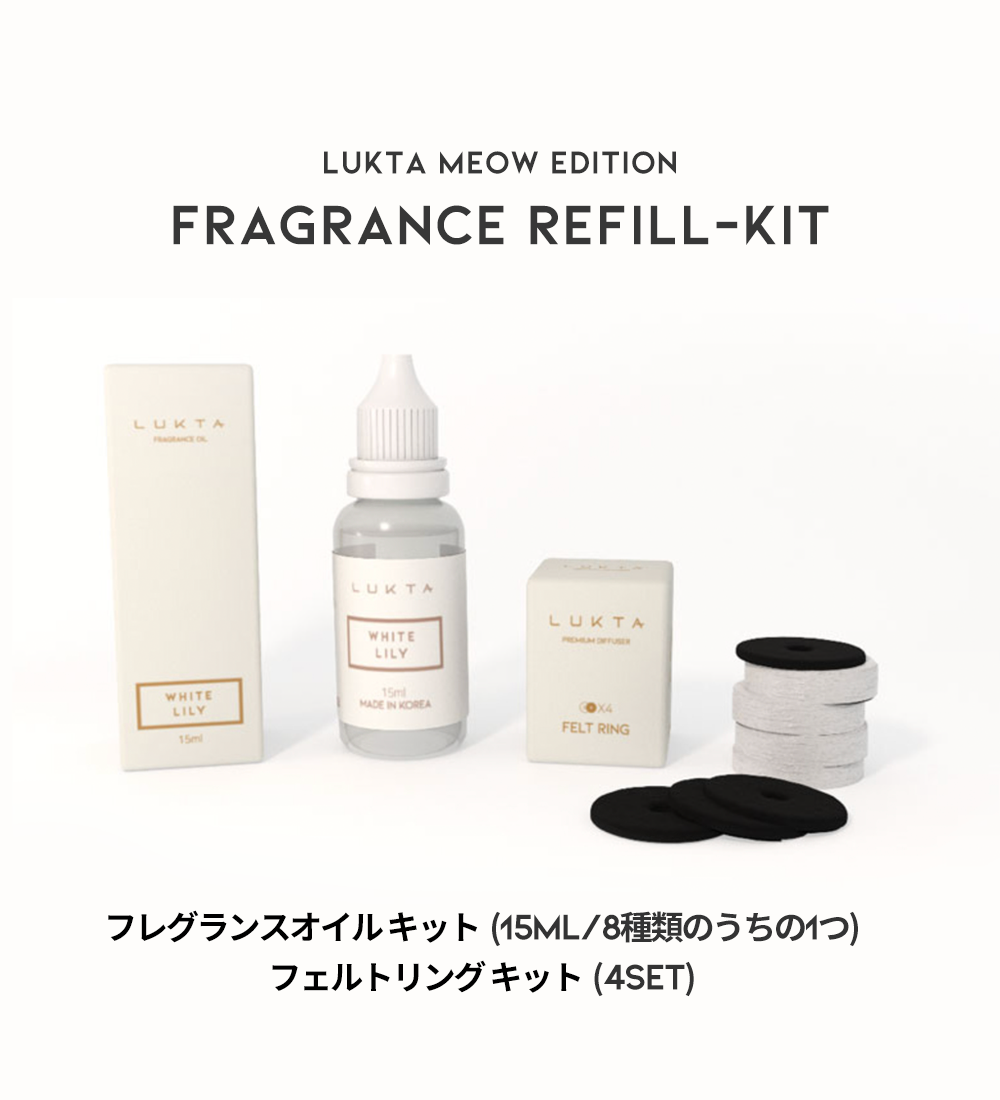 LUKTA MEOW EDITION
FRAGRANCE REFILL-KIT
LUKTA
FRAGRANCE OIL
WHITE
LILY
15ml
LUKTA
WHITE
LILY
15ml
MADE IN KOREA
LUKTA
LUKTA
PREMIUM DIFFUSER
X4
FELT RING
フレグランスオイルキット (15ML/8種類のうちの1つ)
フェルトリングキット (4SET)